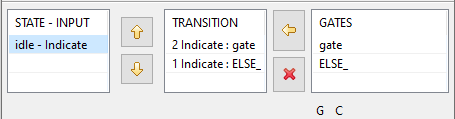 STATE - INPUT
idle - Indicate
TRANSITION
2 Indicate : gate
1 Indicate : ELSE_
GATES
gate
ELSE_
G C